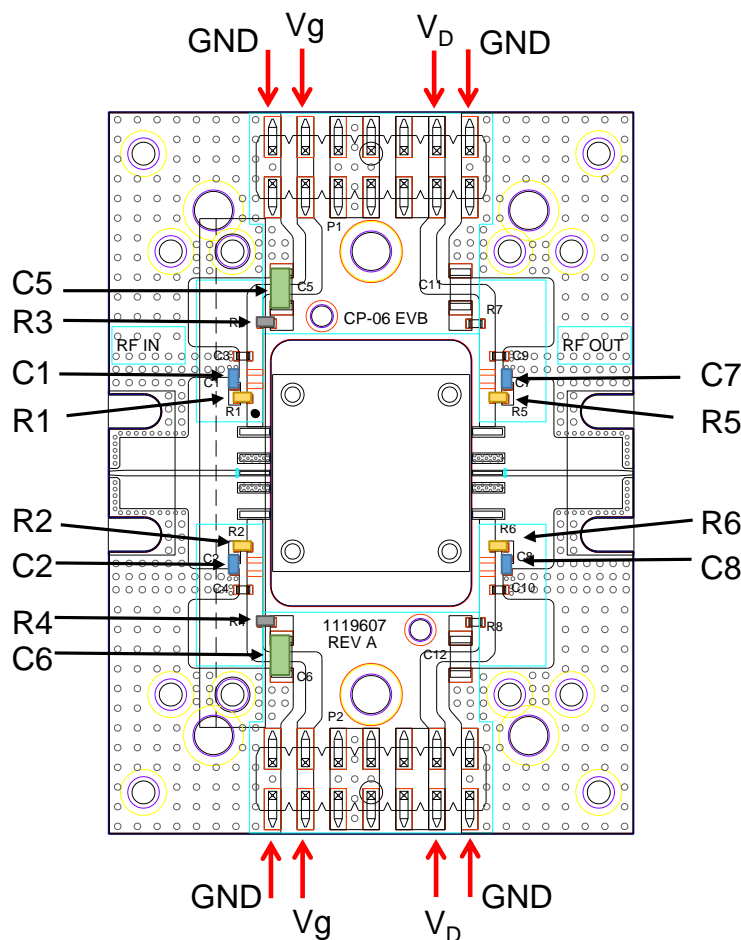 GND Vg V_D GND
P1
C5 C5 C11
R3 R3 CP-06 EVB R7
RF IN C3 C9 RF OUT
C1 C1 C7 C7
R1 R1 R5 R5
R2 R2 R6 R6
C2 C2 C8 C8
C4 C10
R4 R4 1119607 R8
REV A
C6 C6 C12
P2
GND Vg V_D GND